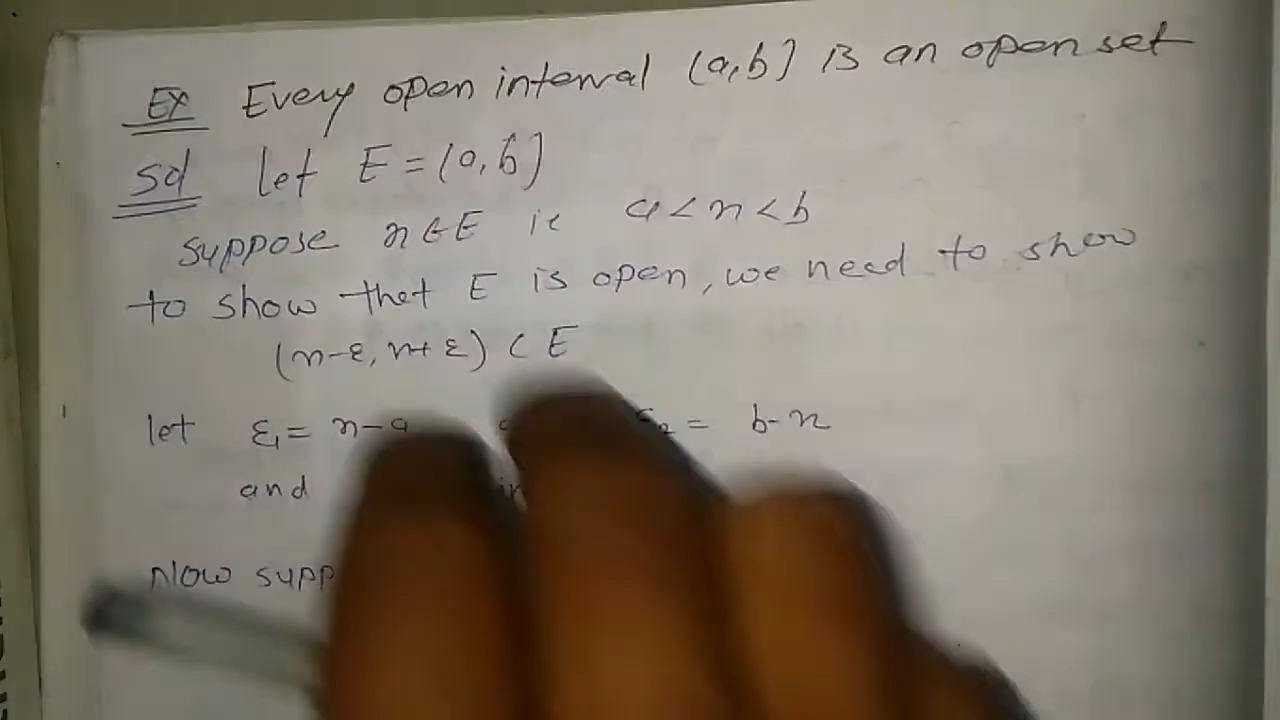 Ex Every open interval (a,b) is an open set
Sol let E = (a,b)
suppose x∈E ie a<x<b
to show that E is open, we need to show
(x-ε, x+ε) ⊂ E
let ε₁ = x-a = b-x
and
Now